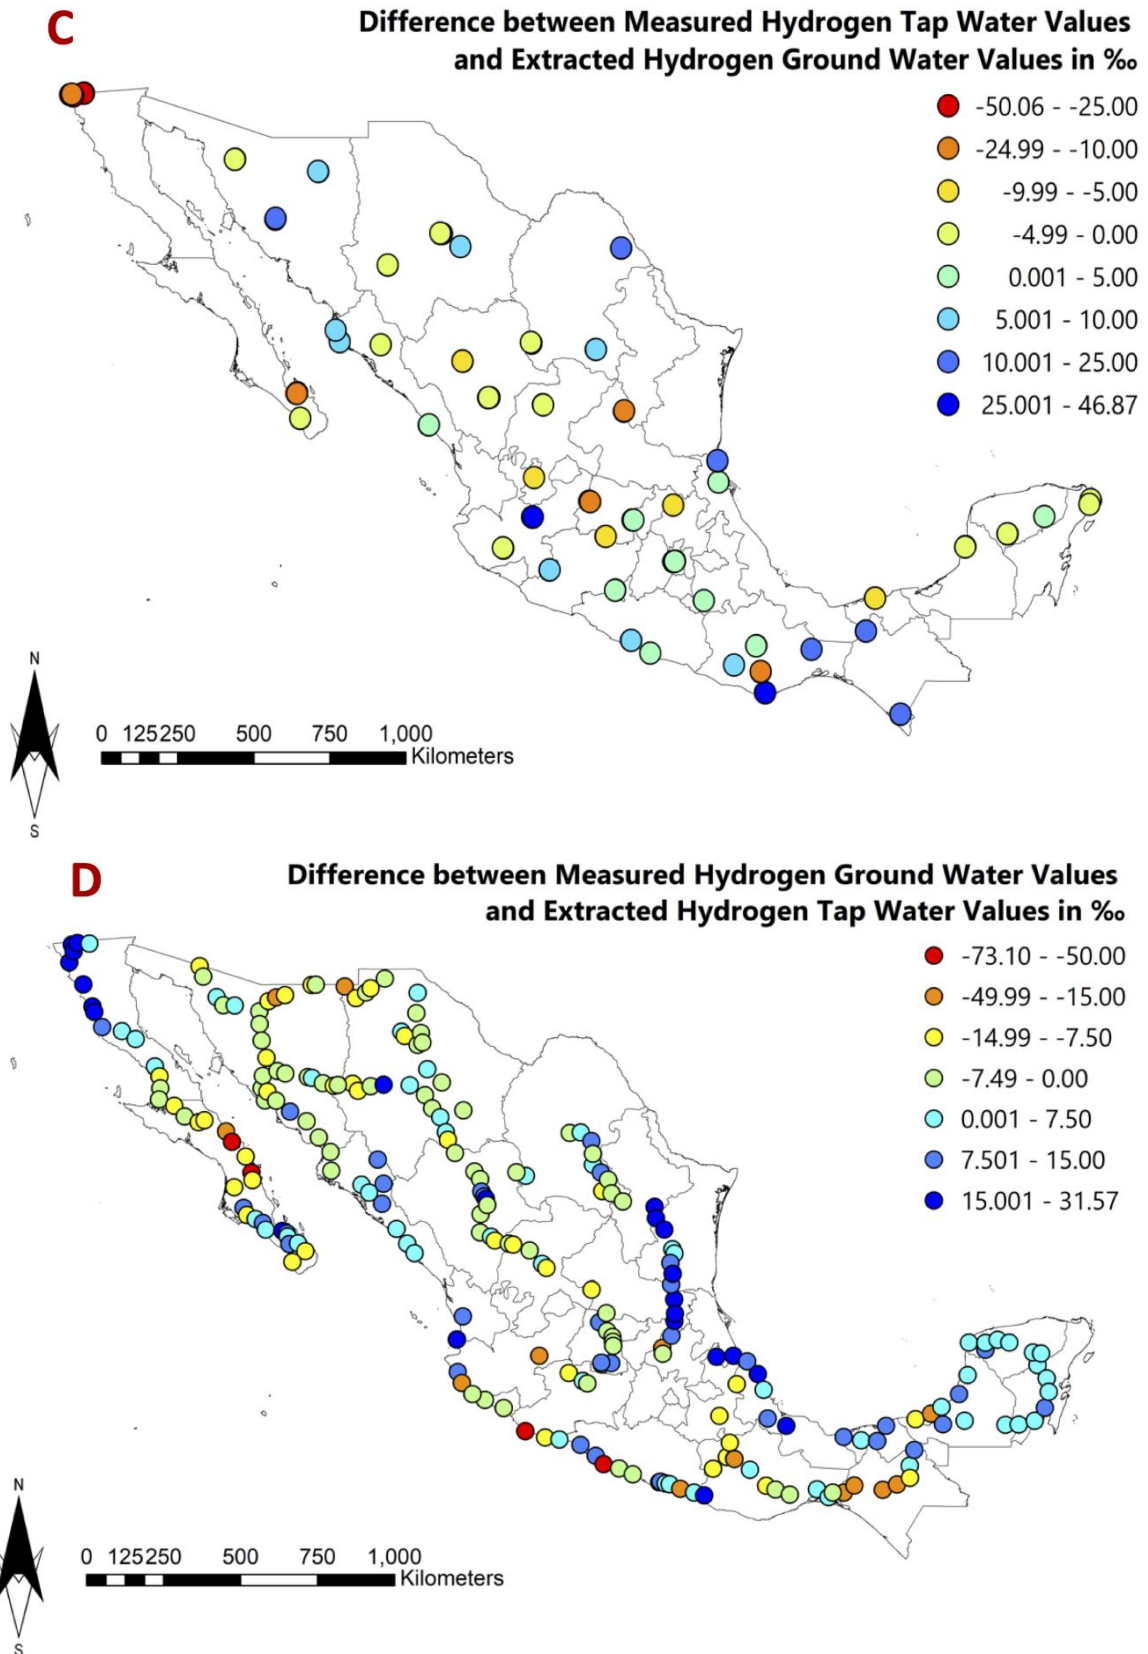 C
Difference between Measured Hydrogen Tap Water Values
and Extracted Hydrogen Ground Water Values in ‰
-50.06 - -25.00
-24.99 - -10.00
-9.99 - -5.00
-4.99 - 0.00
0.001 - 5.00
5.001 - 10.00
10.001 - 25.00
25.001 - 46.87
N
S
0 125 250 500 750 1,000
Kilometers
D
Difference between Measured Hydrogen Ground Water Values
and Extracted Hydrogen Tap Water Values in ‰
-73.10 - -50.00
-49.99 - -15.00
-14.99 - -7.50
-7.49 - 0.00
0.001 - 7.50
7.501 - 15.00
15.001 - 31.57
N
S
0 125 250 500 750 1,000
Kilometers